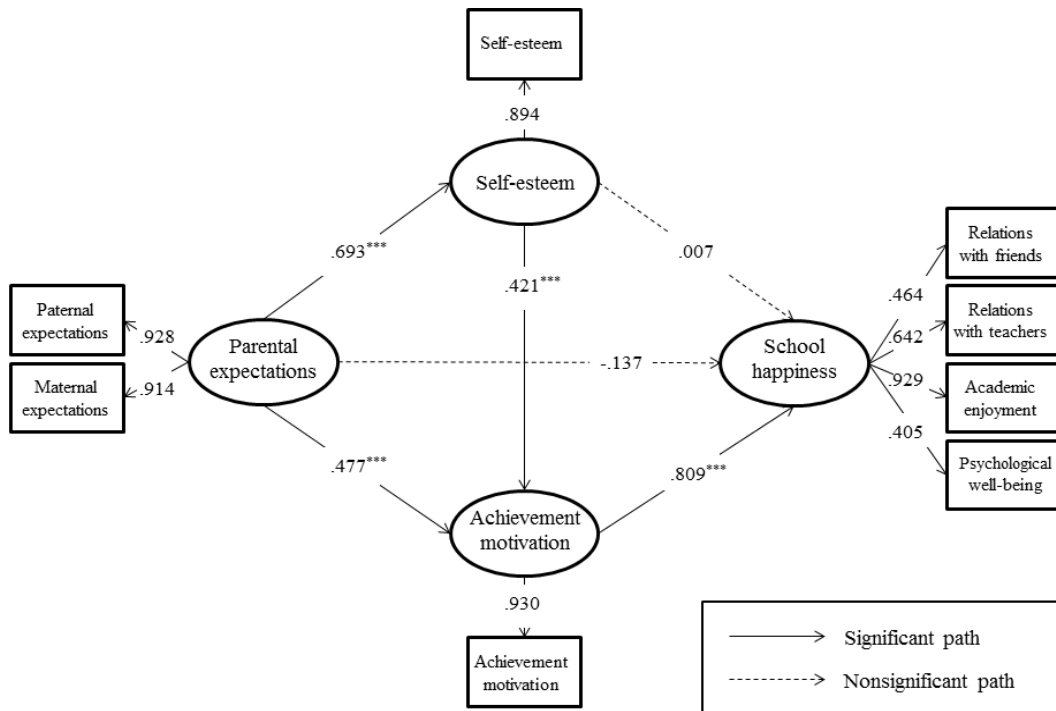 Self-esteem
.894
Self-esteem
.693***
.007
.421***
Relations
with friends
.464
Paternal
expectations
.928
Parental
expectations
-.137
School
happiness
.642
Relations
with teachers
Maternal
expectations
.914
.929
Academic
enjoyment
.405
.477***
.809***
Psychological
well-being
Achievement
motivation
.930
Achievement
motivation
Significant path
Nonsignificant path